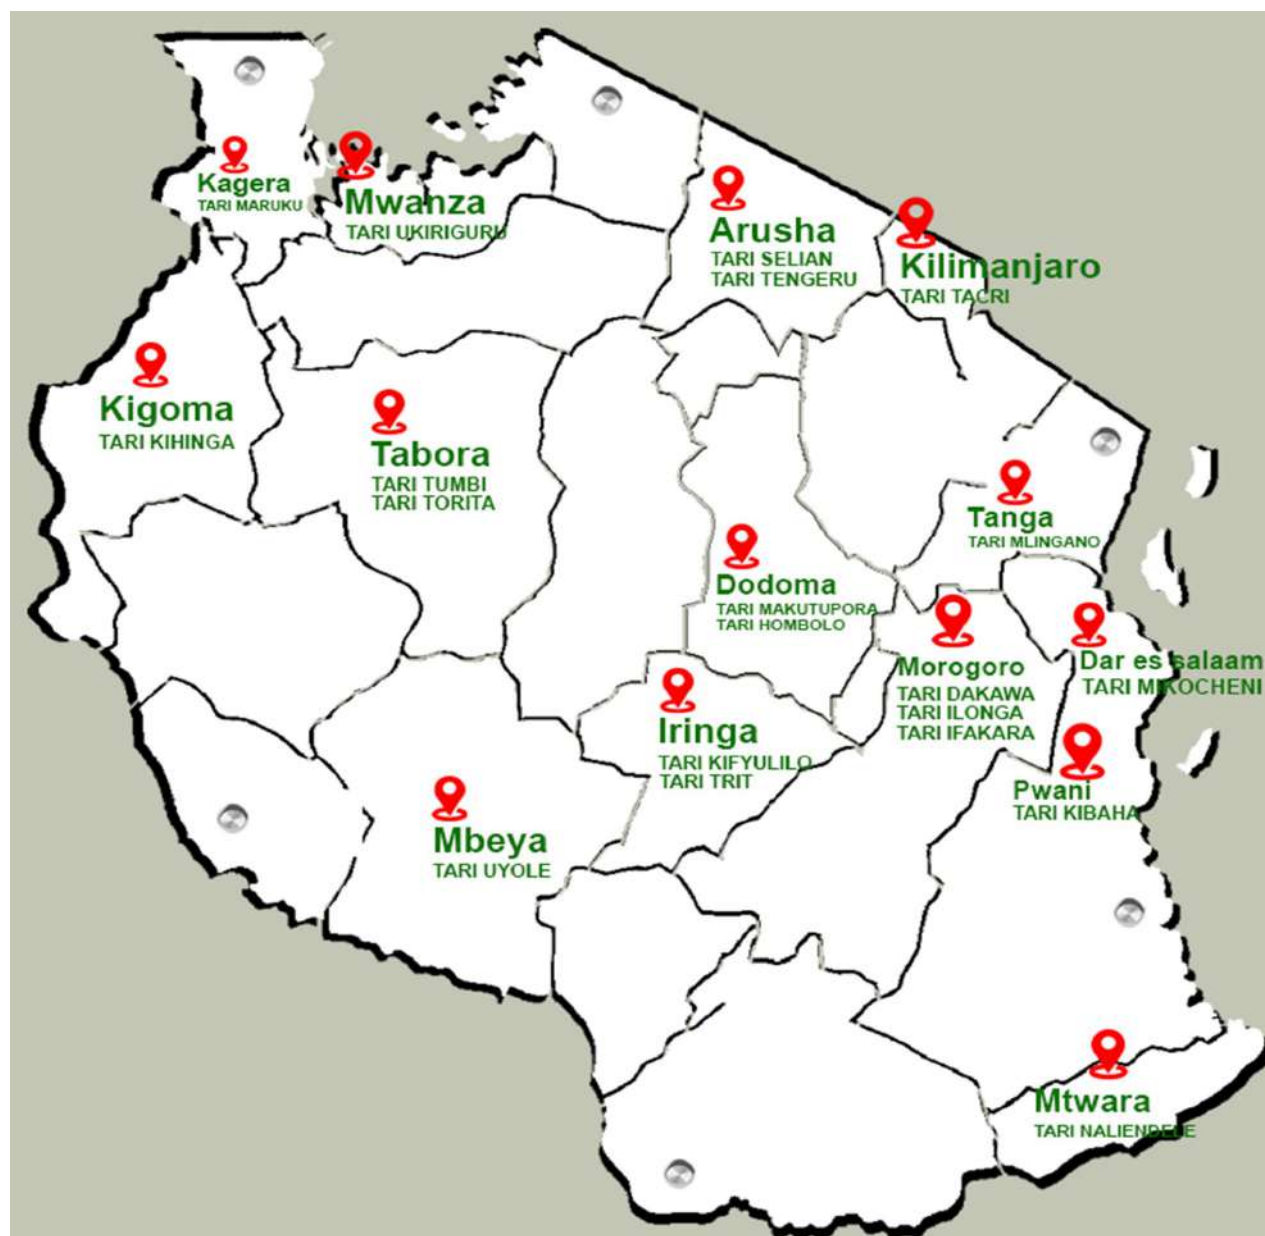 Kagera
TARI MARUKU
Mwanza
TARI UKIRIGURU
Arusha
TARI SELIAN
TARI TENGERU
Kilimanjaro
TARI TACRI
Kigoma
TARI KIHINGA
Tabora
TARI TUMBI
TARI TORITA
Tanga
TARI MLINGANO
Dodoma
TARI MAKUTUPORA
TARI HOMBOLO
Morogoro
TARI DAKAWA
TARI ILONGA
TARI IFAKARA
Dar es salaam
TARI MIKOCHENI
Iringa
TARI KIFYULILO
TARI TRIT
Pwani
TARI KIBAHA
Mbeya
TARI UYOLE
Mtwara
TARI NALIENDELE